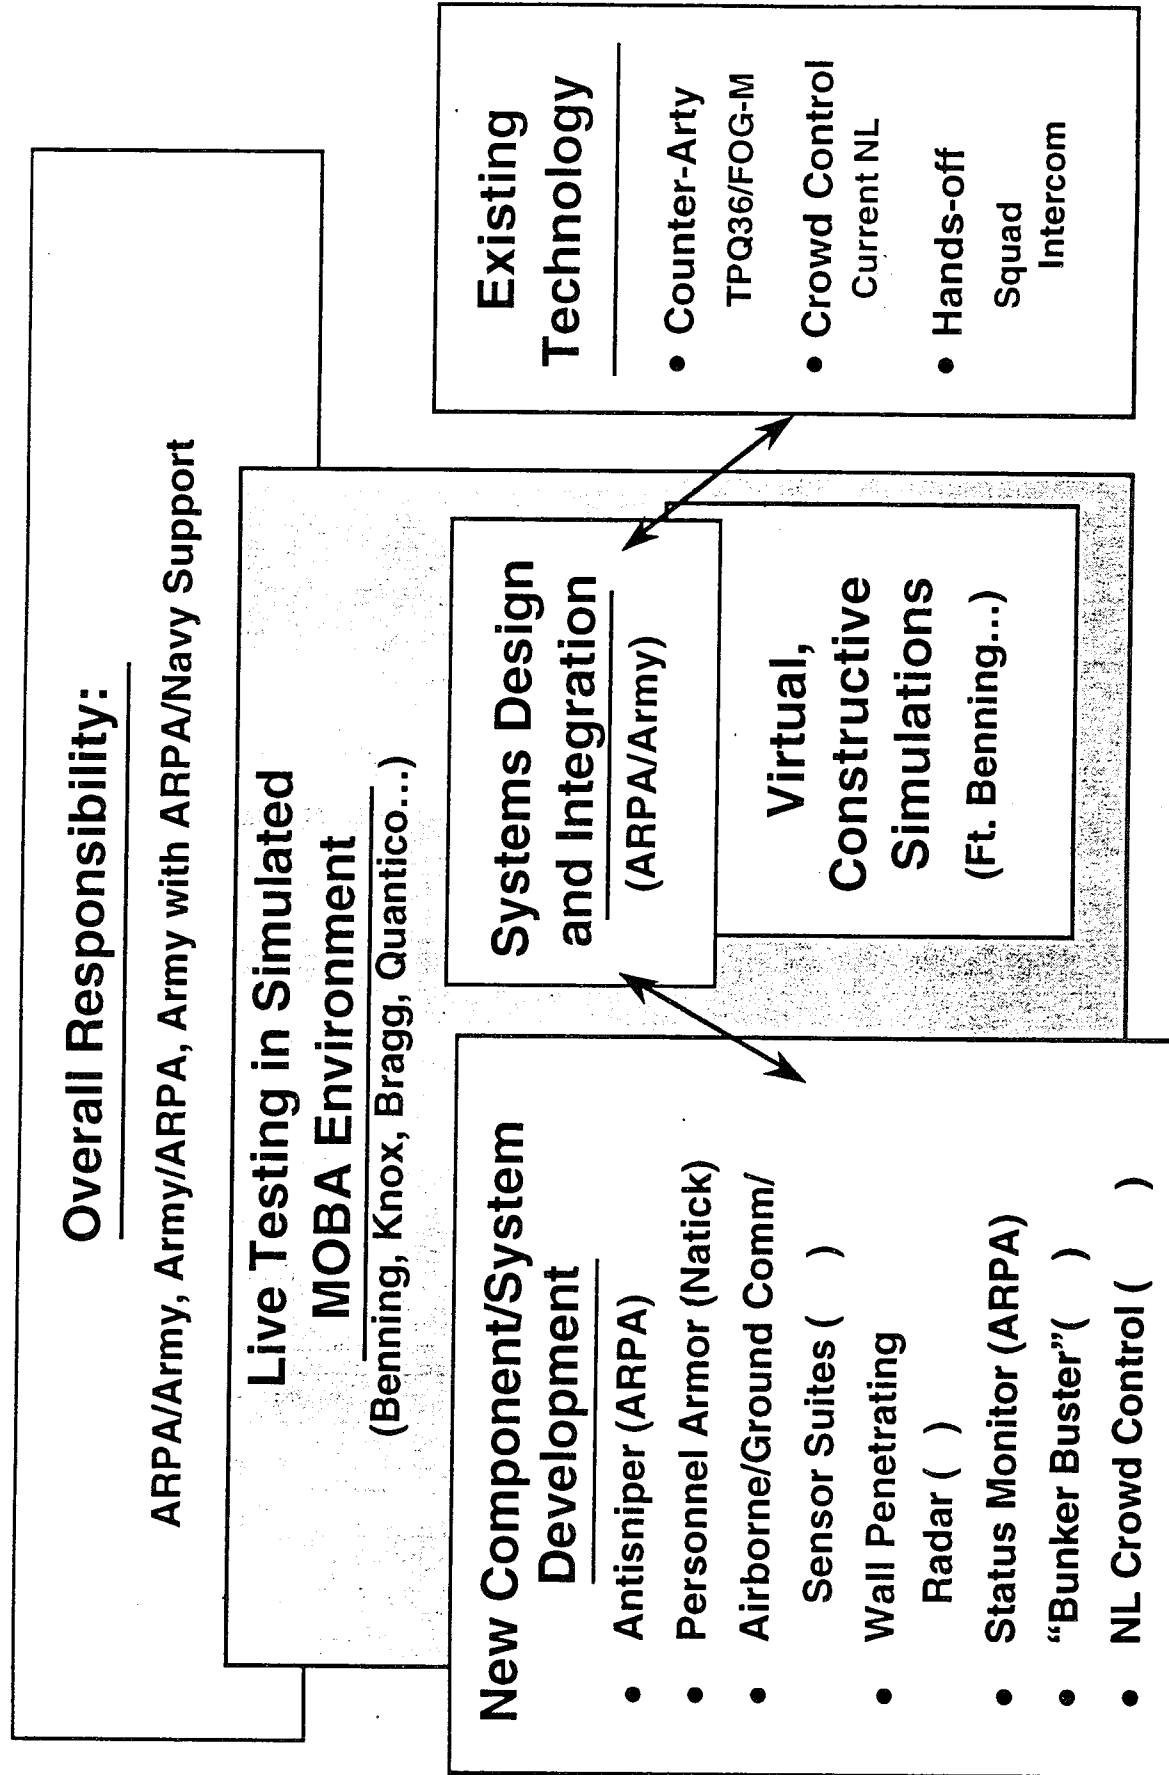 Overall Responsibility:
ARPA/Army, Army/ARPA, Army with ARPA/Navy Support
Live Testing in Simulated
MOBA Environment
(Benning, Knox, Bragg, Quantico...)
New Component/System
Development
• Antisniper (ARPA)
• Personnel Armor (Natick)
• Airborne/Ground Comm/
Sensor Suites (   )
• Wall Penetrating
Radar (   )
• Status Monitor (ARPA)
• “Bunker Buster”(   )
• NL Crowd Control (   )
Systems Design
and Integration
(ARPA/Army)
Virtual,
Constructive
Simulations
(Ft. Benning...)
Existing
Technology
• Counter-Arty
TPQ36/FOG-M
• Crowd Control
Current NL
• Hands-off
Squad
Intercom